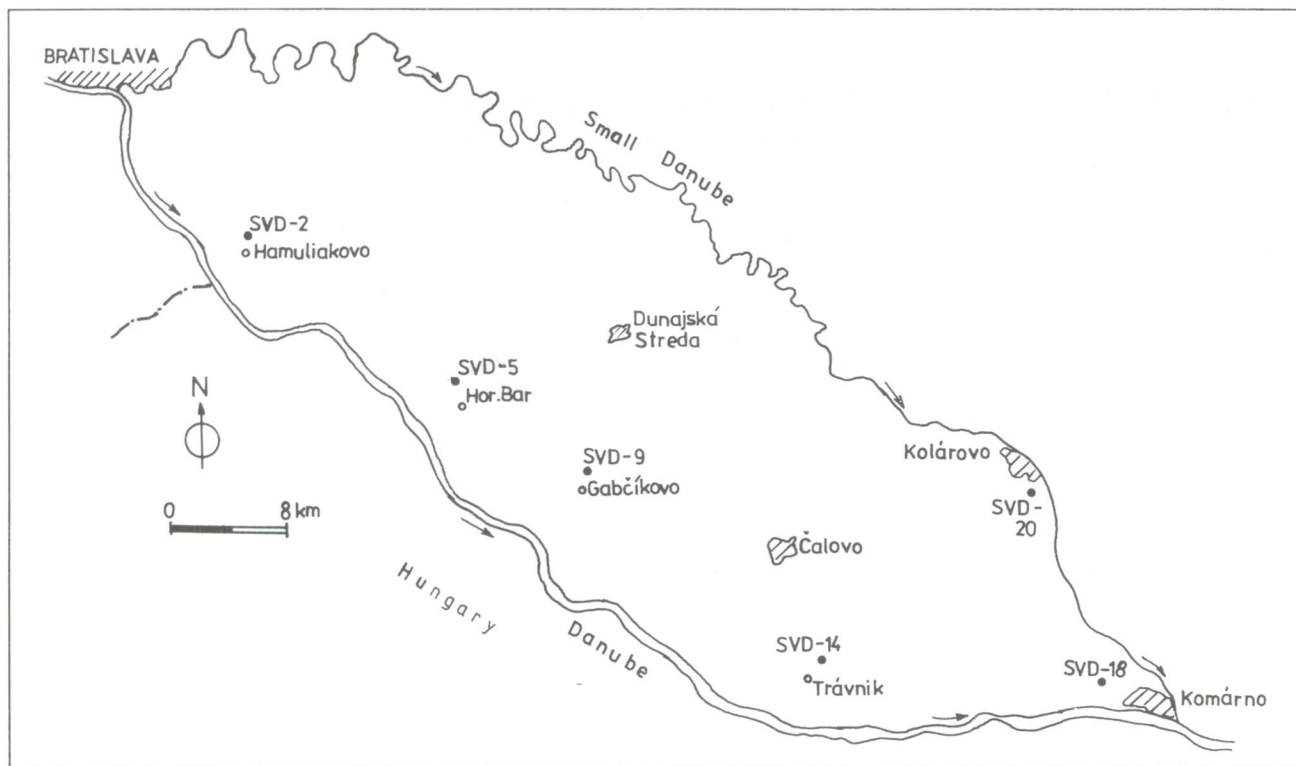 BRATISLAVA
Small Danube
SVD-2
Hamuliakovo
Dunajská
Streda
SVD-5
Hor.Bar
N
SVD-9
Gabčíkovo
Kolárovo
SVD-
20
0 8 km
Čalovo
Hungary
Danube
SVD-14
Trávnik
SVD-18
Komárno